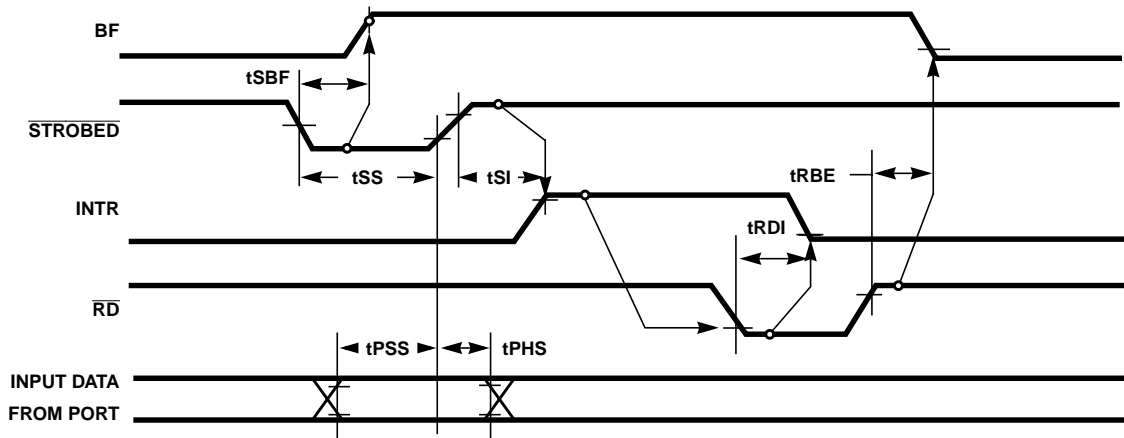 BF
tSBF
STROBED
tSS
tSI
tRBE
INTR
tRDI
RD
tPSS
tPHS
INPUT DATA
FROM PORT